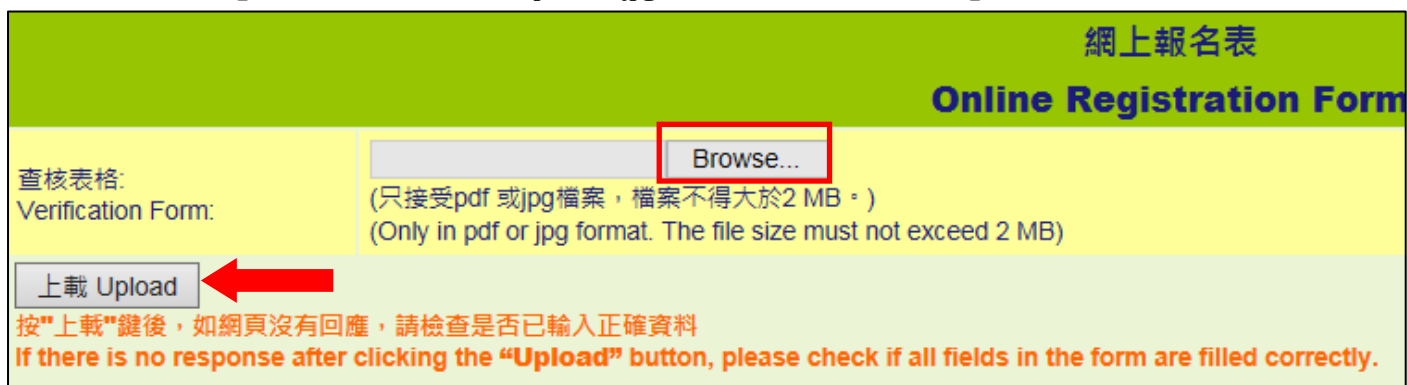 網上報名表
Online Registration Form
查核表格:
Verification Form:
Browse...
(只接受pdf 或jpg檔案，檔案不得大於2 MB。)
(Only in pdf or jpg format. The file size must not exceed 2 MB)
上載 Upload
按"上載"鍵後，如網頁沒有回應，請檢查是否已輸入正確資料
If there is no response after clicking the “Upload” button, please check if all fields in the form are filled correctly.